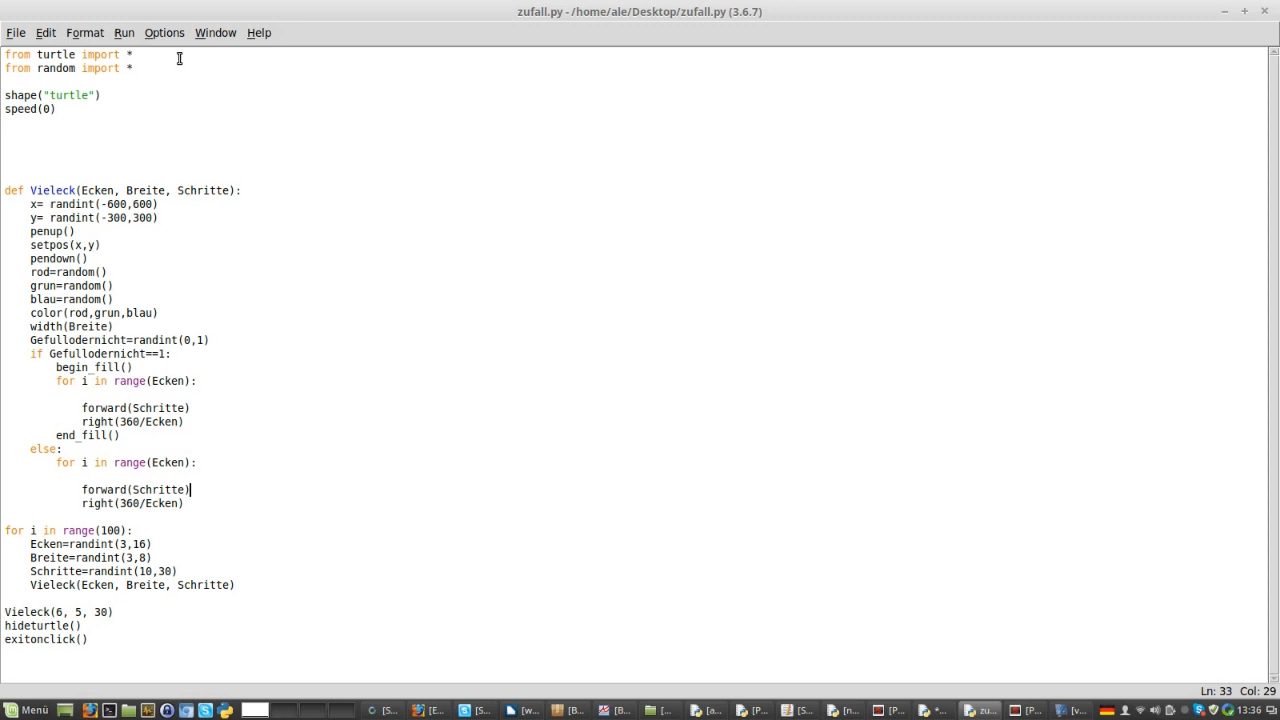 zufall.py - /home/ale/Desktop/zufall.py (3.6.7)
File Edit Format Run Options Window Help
from turtle import *
from random import *
shape("turtle")
speed(0)
def Vieleck(Ecken, Breite, Schritte):
x= randint(-600,600)
y= randint(-300,300)
penup()
setpos(x,y)
pendown()
rod=random()
grun=random()
blau=random()
color(rod,grun,blau)
width(Breite)
Gefullodernicht=randint(0,1)
if Gefullodernicht==1:
begin_fill()
for i in range(Ecken):
forward(Schritte)
right(360/Ecken)
end_fill()
else:
for i in range(Ecken):
forward(Schritte)
right(360/Ecken)
for i in range(100):
Ecken=randint(3,16)
Breite=randint(3,8)
Schritte=randint(10,30)
Vieleck(Ecken, Breite, Schritte)
Vieleck(6, 5, 30)
hideturtle()
exitonclick()
Ln: 33 Col: 29
Menü [S... [E... [S... [w... [B... [B... [... [a... [P... [S... [n... [P... *... zu... [P... [v... 13:36